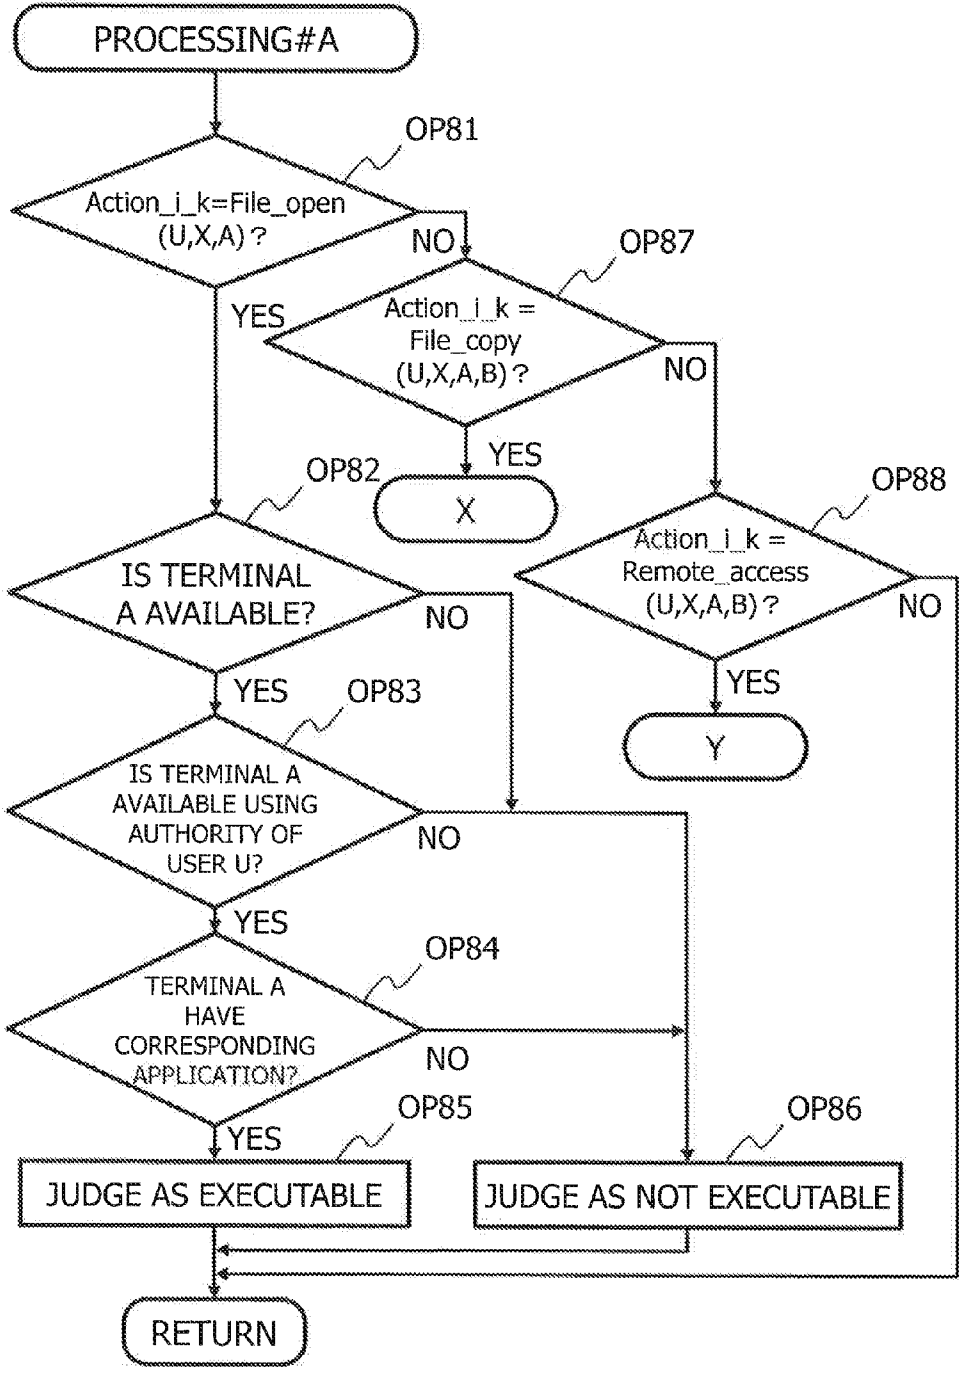 PROCESSING#A
OP81
Action_i_k=File_open
(U,X,A)?
NO
YES
OP87
Action_i_k =
File_copy
(U,X,A,B)?
NO
YES
X
OP88
Action_i_k =
Remote_access
(U,X,A,B)?
NO
YES
Y
OP82
IS TERMINAL
A AVAILABLE?
NO
YES
OP83
IS TERMINAL A
AVAILABLE USING
AUTHORITY OF
USER U?
NO
YES
OP84
TERMINAL A
HAVE
CORRESPONDING
APPLICATION?
NO
YES
OP85
JUDGE AS EXECUTABLE
OP86
JUDGE AS NOT EXECUTABLE
RETURN